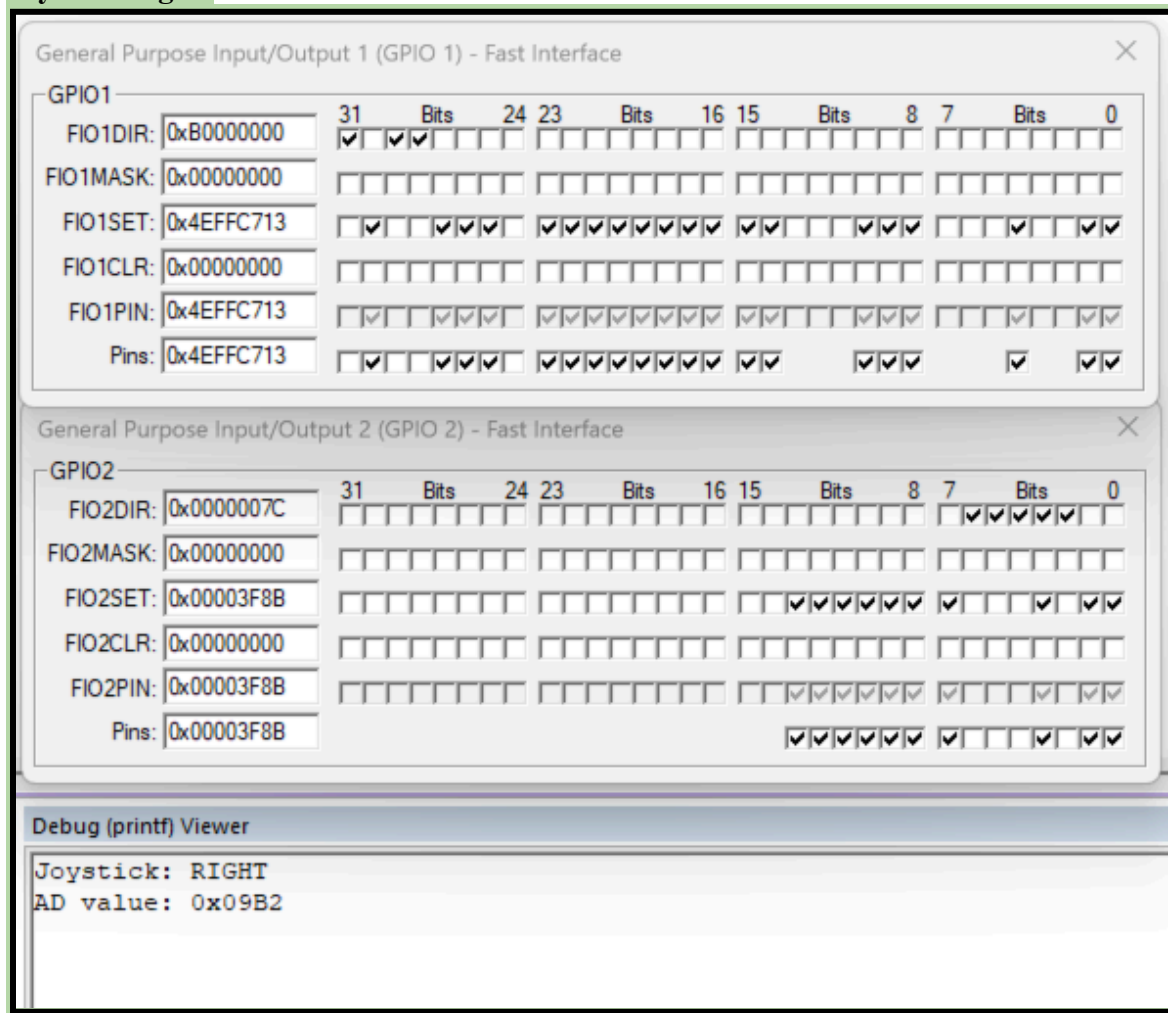 General Purpose Input/Output 1 (GPIO 1) - Fast Interface
GPIO1
31 Bits 24 23 Bits 16 15 Bits 8 7 Bits 0
FIO1DIR: 0xB0000000
FIO1MASK: 0x00000000
FIO1SET: 0x4EFFC713
FIO1CLR: 0x00000000
FIO1PIN: 0x4EFFC713
Pins: 0x4EFFC713
General Purpose Input/Output 2 (GPIO 2) - Fast Interface
GPIO2
31 Bits 24 23 Bits 16 15 Bits 8 7 Bits 0
FIO2DIR: 0x0000007C
FIO2MASK: 0x00000000
FIO2SET: 0x00003F8B
FIO2CLR: 0x00000000
FIO2PIN: 0x00003F8B
Pins: 0x00003F8B
Debug (printf) Viewer
Joystick: RIGHT
AD value: 0x09B2